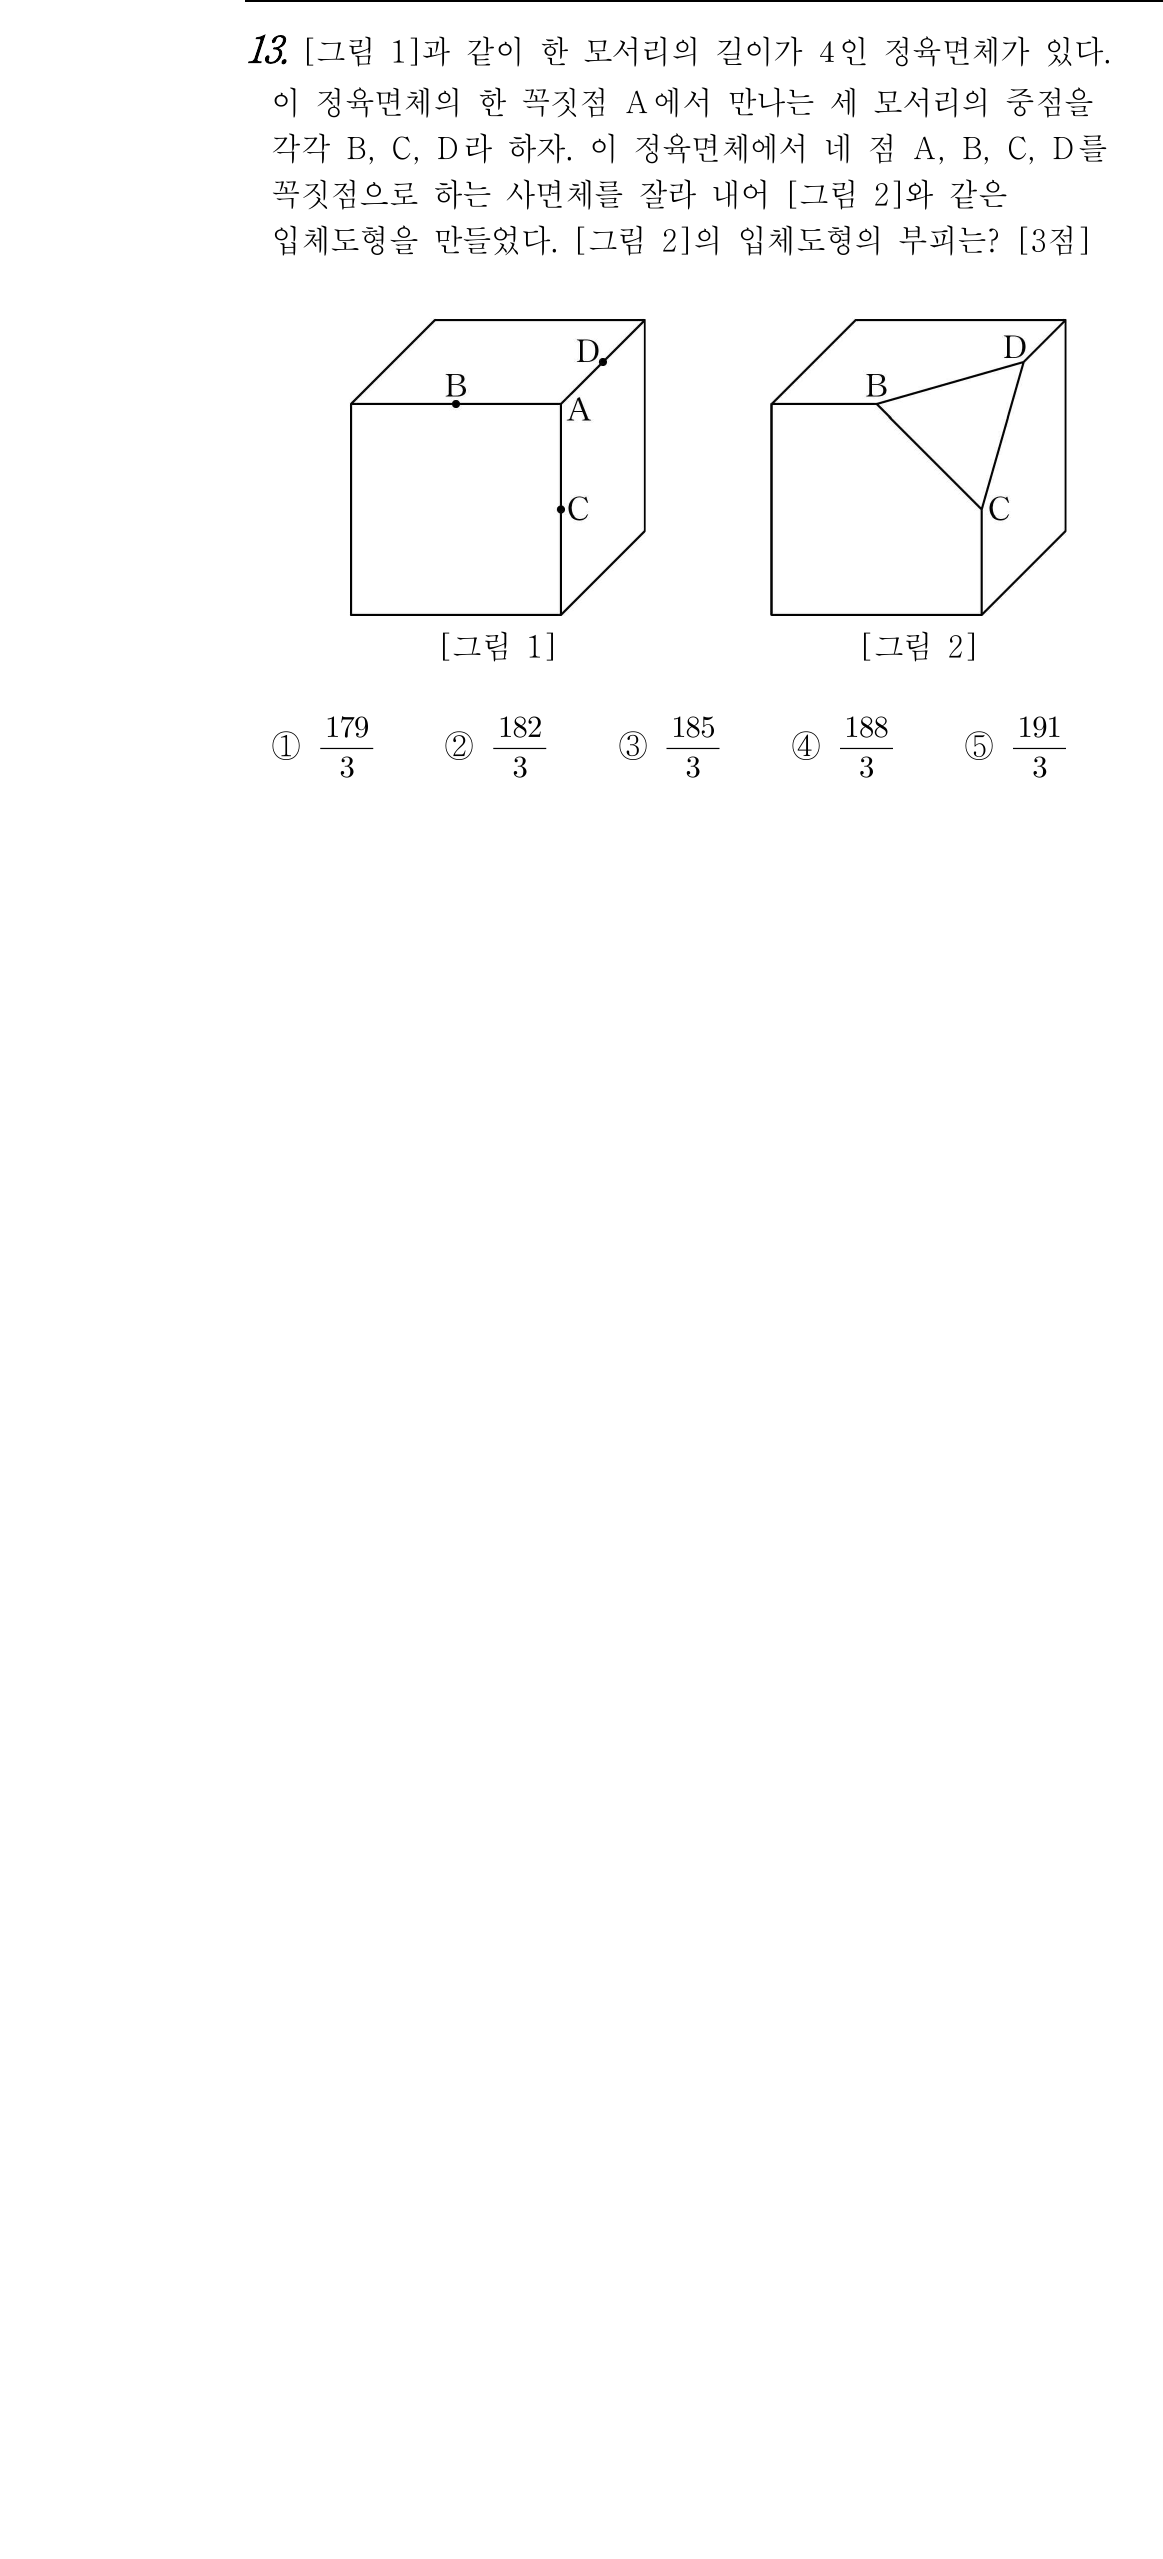 13. [그림 1]과 같이 한 모서리의 길이가 4인 정육면체가 있다.
이 정육면체의 한 꼭짓점 A에서 만나는 세 모서리의 중점을
각각 B, C, D라 하자. 이 정육면체에서 네 점 A, B, C, D를
꼭짓점으로 하는 사면체를 잘라 내어 [그림 2]와 같은
입체도형을 만들었다. [그림 2]의 입체도형의 부피는? [3점]
D
B
A
C
D
B
C
[그림 1] [그림 2]
① 179/3 ② 182/3 ③ 185/3 ④ 188/3 ⑤ 191/3